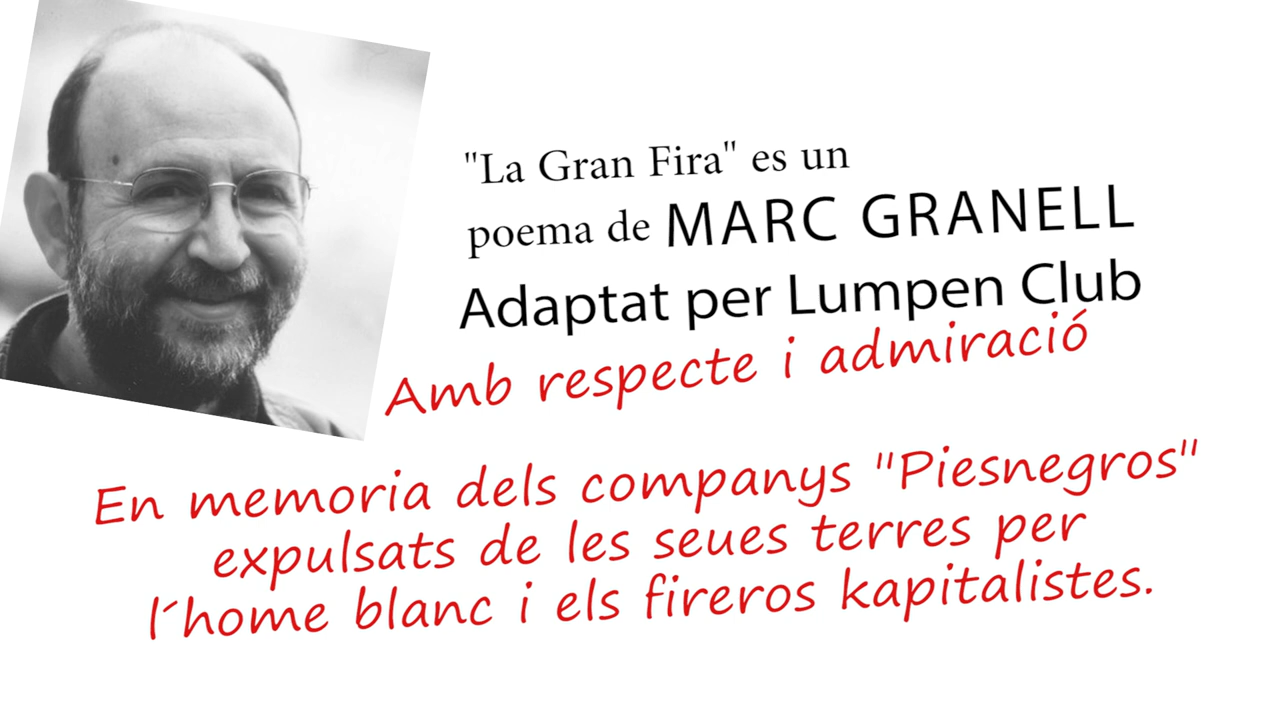 "La Gran Fira" es un
poema de MARC GRANELL
Adaptat per Lumpen Club
Amb respecte i admiració
En memoria dels companys "Piesnegros"
expulsats de les seues terres per
l´home blanc i els fireros kapitalistes.